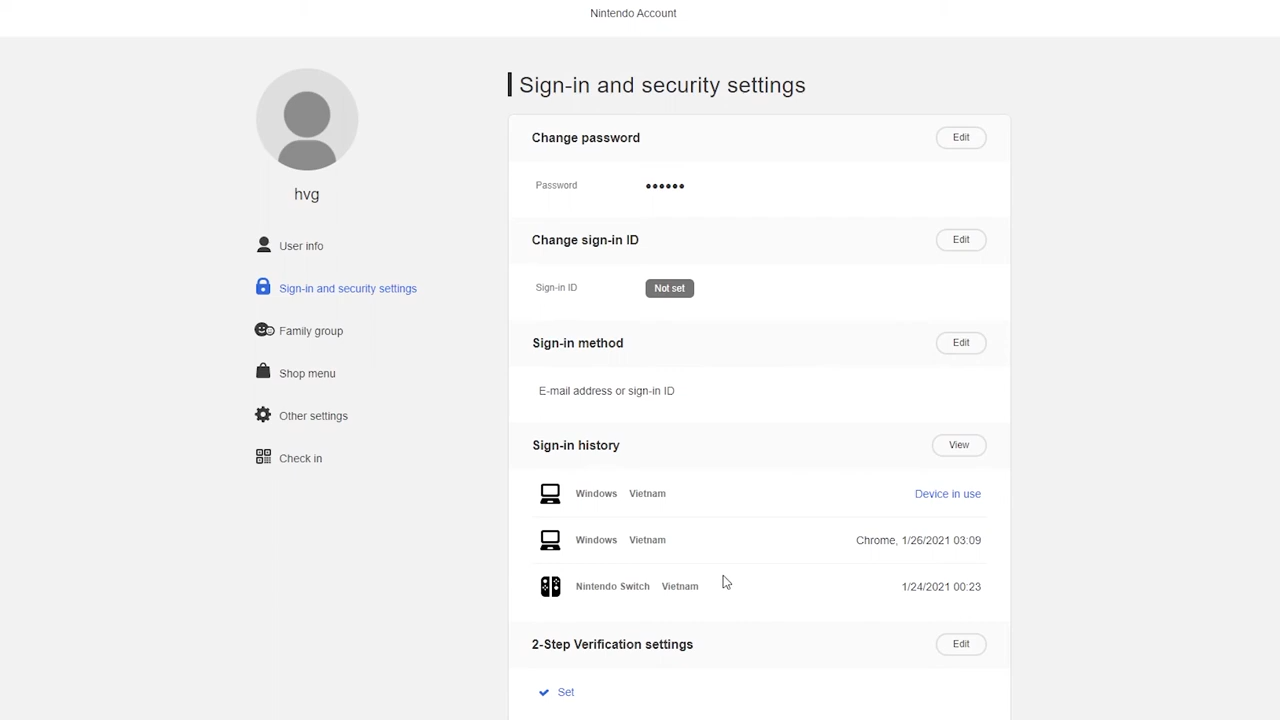 Nintendo Account
hvg
User info
Sign-in and security settings
Family group
Shop menu
Other settings
Check in
Sign-in and security settings
Change password Edit
Password ••••••
Change sign-in ID Edit
Sign-in ID Not set
Sign-in method Edit
E-mail address or sign-in ID
Sign-in history View
Windows Vietnam Device in use
Windows Vietnam Chrome, 1/26/2021 03:09
Nintendo Switch Vietnam 1/24/2021 00:23
2-Step Verification settings Edit
Set